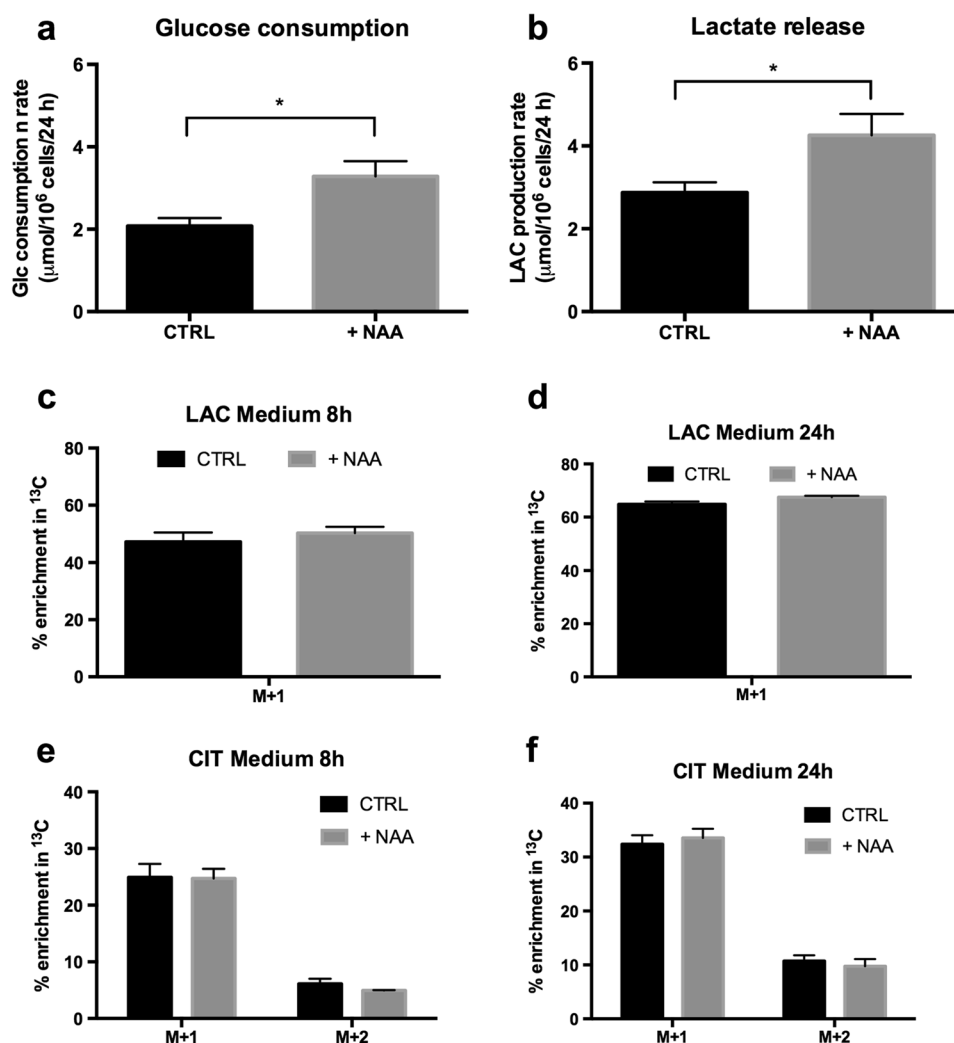 a
Glucose consumption
Glc consumption n rate
(μmol/10⁶ cells/24 h)
6
4
2
0
*
CTRL
+ NAA
b
Lactate release
LAC production rate
(μmol/10⁶ cells/24 h)
6
4
2
0
*
CTRL
+ NAA
c
LAC Medium 8h
% enrichment in ¹³C
80
60
40
20
0
CTRL
+ NAA
M+1
d
LAC Medium 24h
% enrichment in ¹³C
80
60
40
20
0
CTRL
+ NAA
M+1
e
CIT Medium 8h
% enrichment in ¹³C
40
30
20
10
0
CTRL
+ NAA
M+1
M+2
f
CIT Medium 24h
% enrichment in ¹³C
40
30
20
10
0
CTRL
+ NAA
M+1
M+2